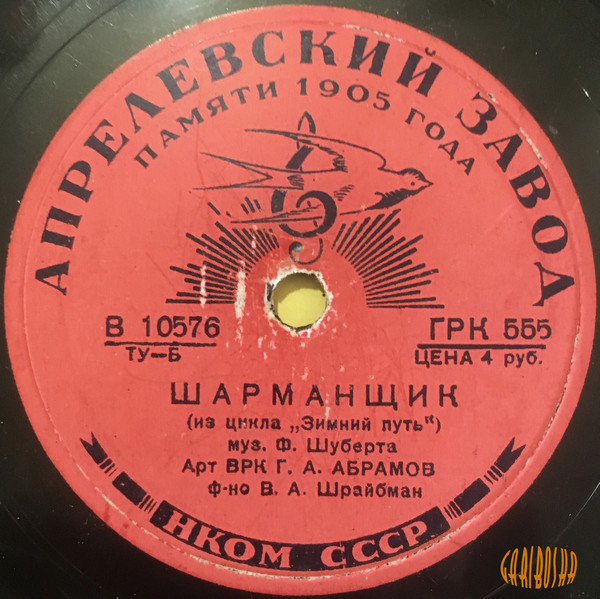 АПРЕЛЕВСКИЙ ЗАВОД
ПАМЯТИ 1905 ГОДА
В 10576
ТУ—Б
ГРК 555
ЦЕНА 4 руб.
ШАРМАНЩИК
(из цикла „Зимний путь“)
муз. Ф. Шуберта
Арт ВРК Г. А. АБРАМОВ
ф-но В. А. Шрайбман
НКОМ СССР
GARIBOSHA